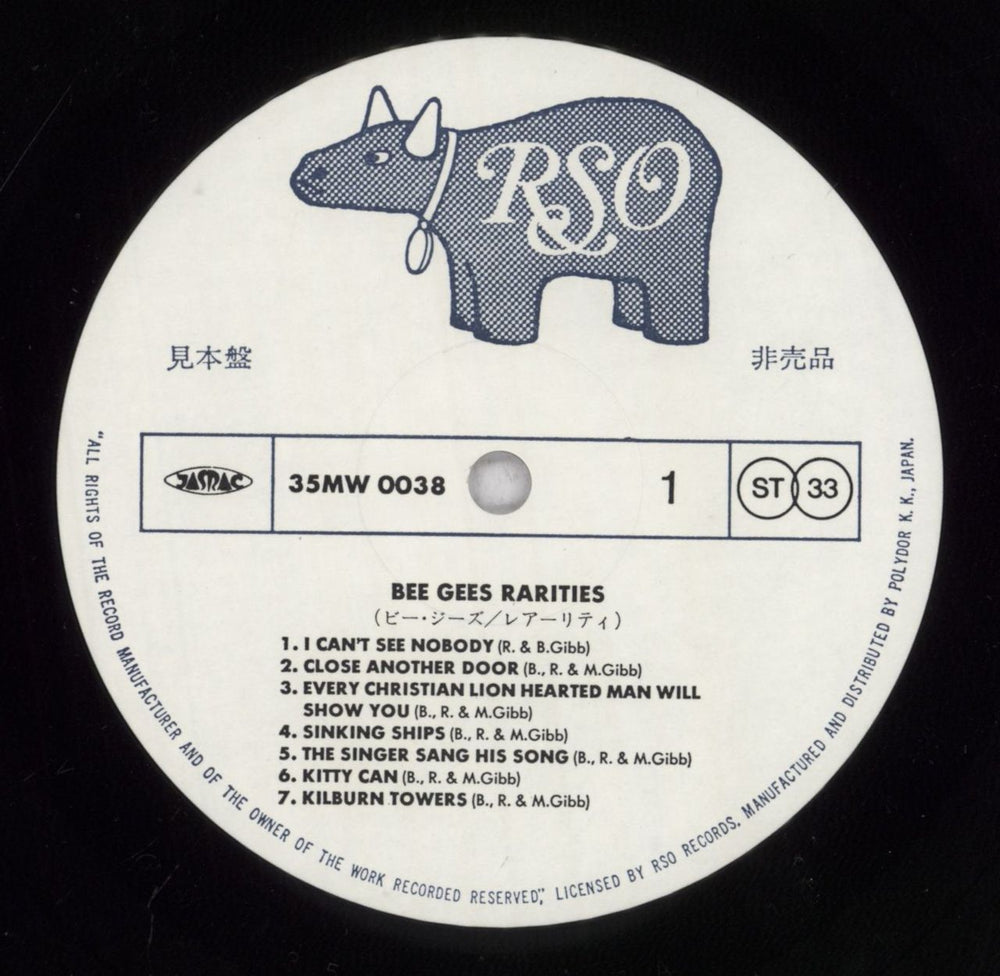 RSO
見本盤
非売品
JASRAC
35MW 0038
1
ST 33
BEE GEES RARITIES
(ビー・ジーズ/レアーリティ)
1. I CAN'T SEE NOBODY (R. & B.Gibb)
2. CLOSE ANOTHER DOOR (B., R. & M.Gibb)
3. EVERY CHRISTIAN LION HEARTED MAN WILL
SHOW YOU (B., R. & M.Gibb)
4. SINKING SHIPS (B., R. & M.Gibb)
5. THE SINGER SANG HIS SONG (B., R. & M.Gibb)
6. KITTY CAN (B., R. & M.Gibb)
7. KILBURN TOWERS (B., R. & M.Gibb)
"ALL RIGHTS OF THE RECORD MANUFACTURER AND OF THE OWNER OF THE WORK RECORDED RESERVED", LICENSED BY RSO RECORDS. MANUFACTURED AND DISTRIBUTED BY POLYDOR K. K., JAPAN.